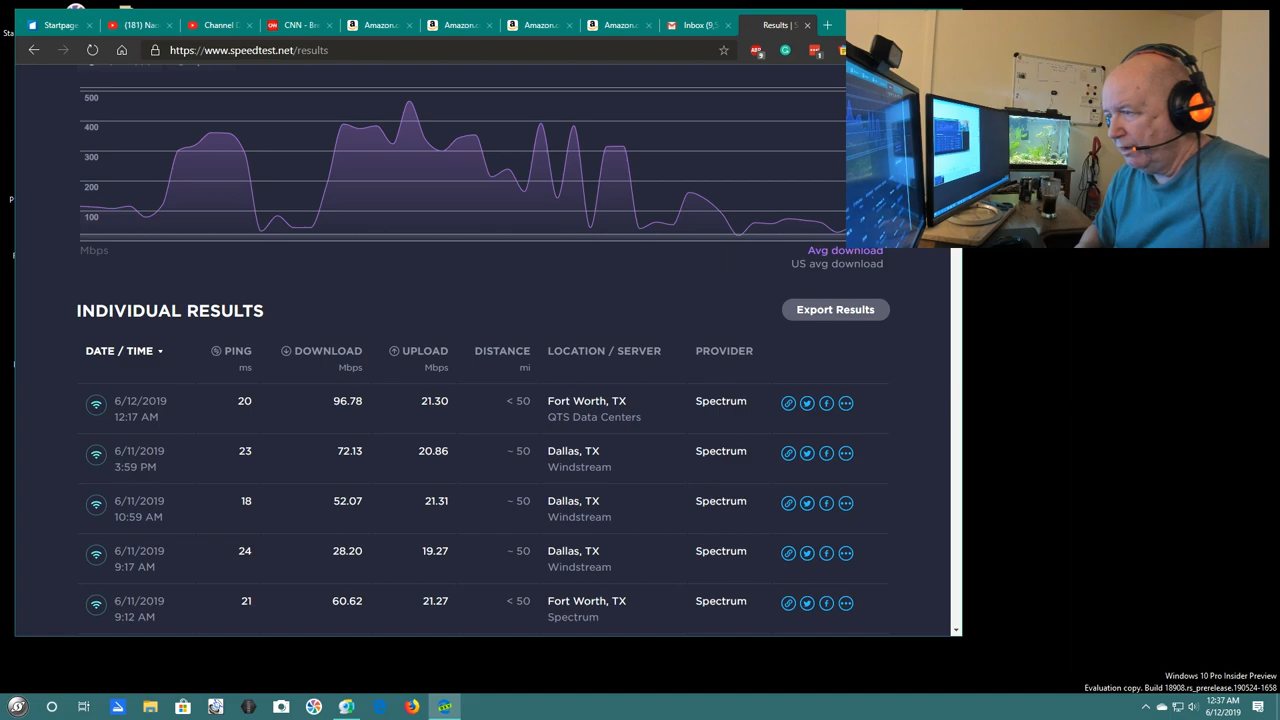 Startpage
(181) Nao
Channel D
CNN - Bre
Amazon.c
Amazon.c
Amazon.c
Amazon.c
Inbox (9,5
Results | S
https://www.speedtest.net/results
500
400
300
200
100
Mbps
Avg download
US avg download
INDIVIDUAL RESULTS
Export Results
DATE / TIME PING DOWNLOAD UPLOAD DISTANCE LOCATION / SERVER PROVIDER
ms Mbps Mbps mi
6/12/2019 20 96.78 21.30 < 50 Fort Worth, TX Spectrum
12:17 AM QTS Data Centers
6/11/2019 23 72.13 20.86 ~ 50 Dallas, TX Spectrum
3:59 PM Windstream
6/11/2019 18 52.07 21.31 ~ 50 Dallas, TX Spectrum
10:59 AM Windstream
6/11/2019 24 28.20 19.27 ~ 50 Dallas, TX Spectrum
9:17 AM Windstream
6/11/2019 21 60.62 21.27 < 50 Fort Worth, TX Spectrum
9:12 AM Spectrum
Windows 10 Pro Insider Preview
Evaluation copy. Build 18908.rs_prerelease.190524-1658
12:37 AM
6/12/2019